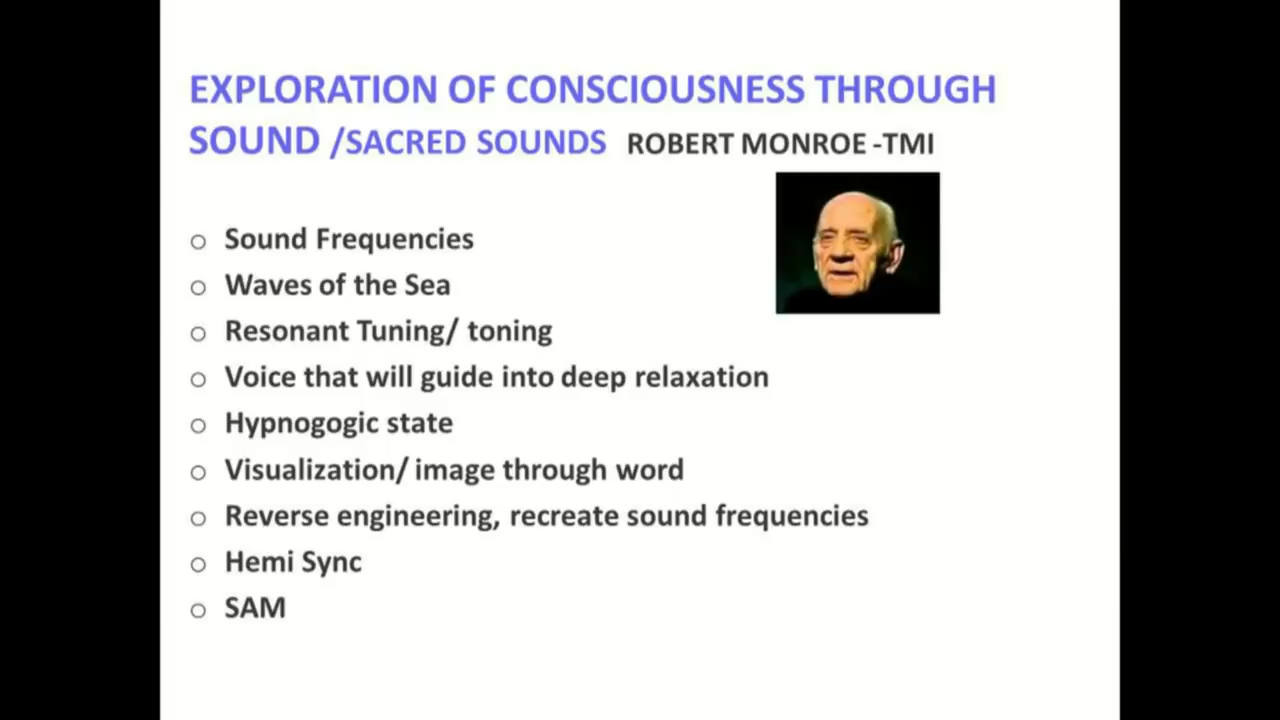 EXPLORATION OF CONSCIOUSNESS THROUGH
SOUND /SACRED SOUNDS ROBERT MONROE -TMI
Sound Frequencies
Waves of the Sea
Resonant Tuning/ toning
Voice that will guide into deep relaxation
Hypnogogic state
Visualization/ image through word
Reverse engineering, recreate sound frequencies
Hemi Sync
SAM